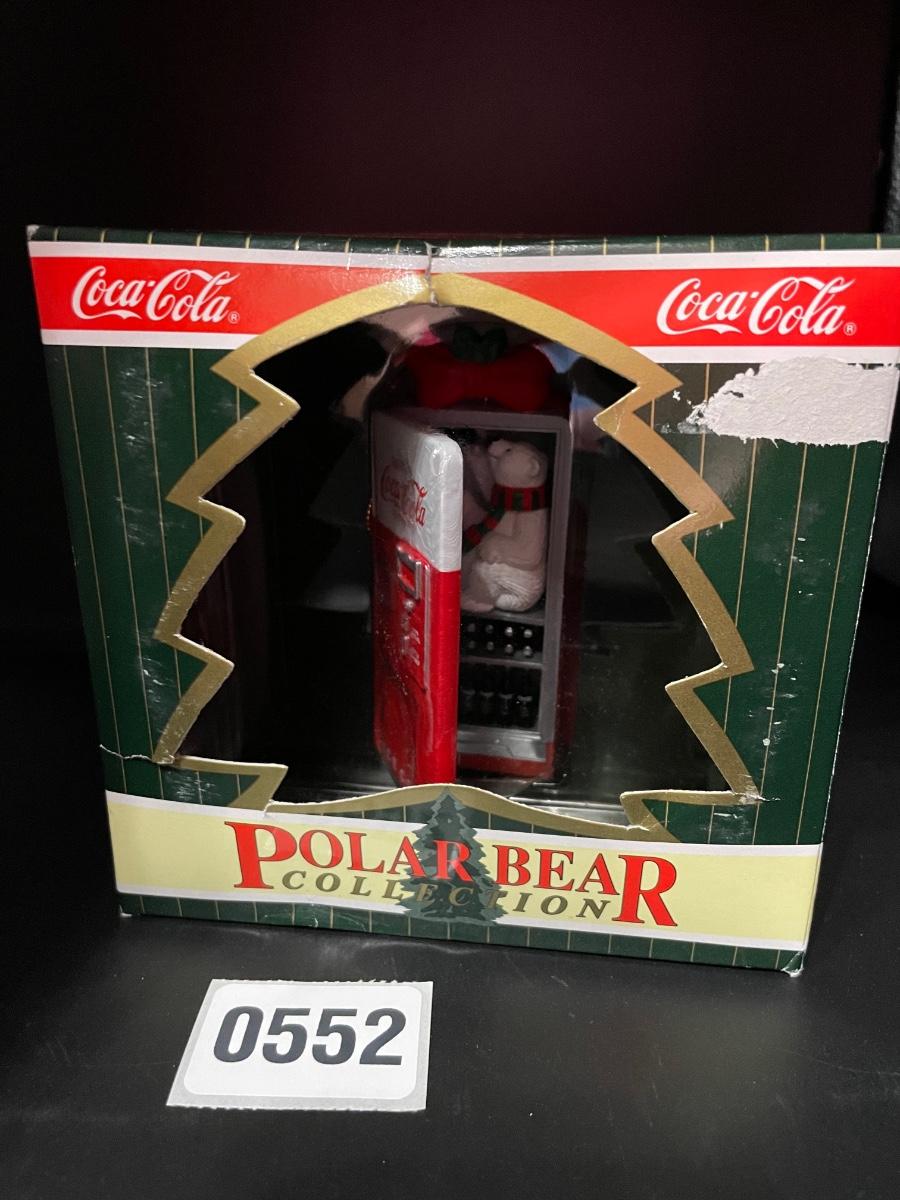 Coca-Cola®
Coca-Cola®
Coca-Cola
POLAR BEAR
COLLECTION
0552